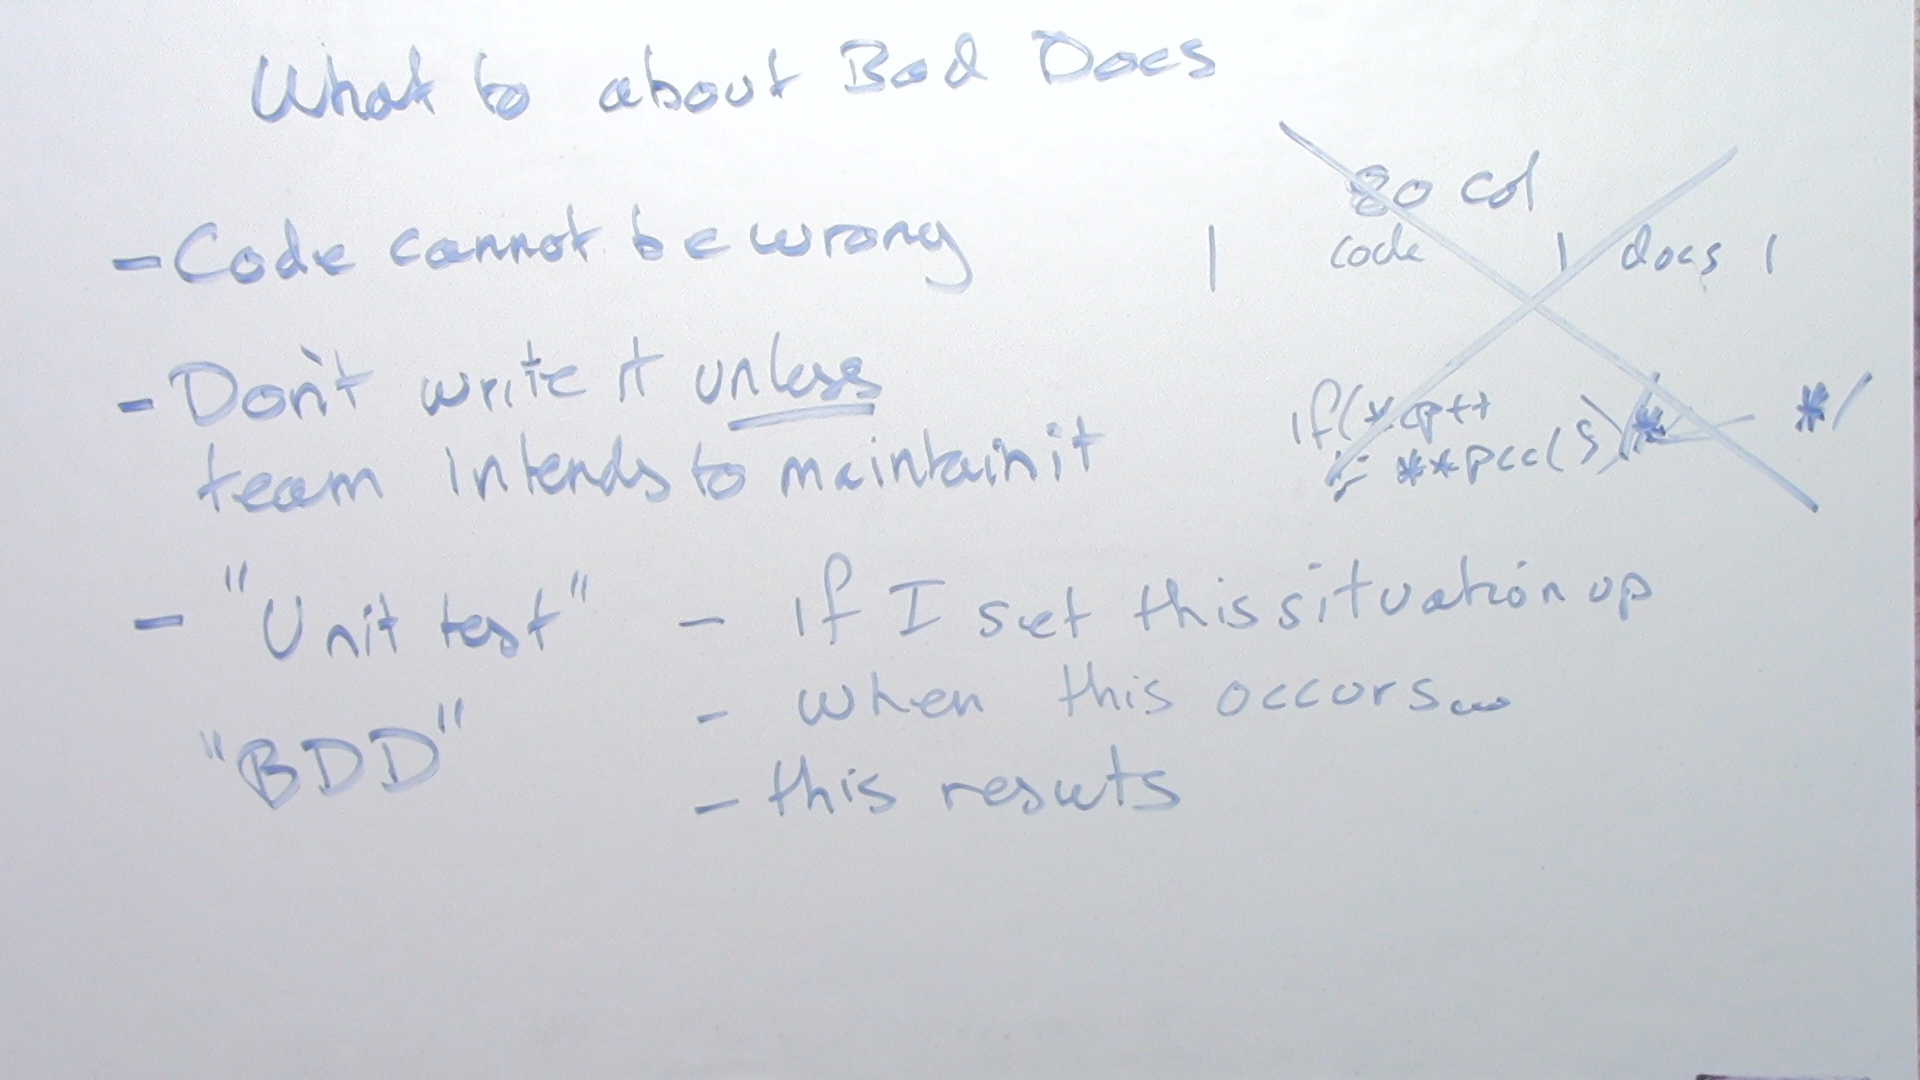 What to about Bad Docs
- Code cannot be wrong
- Don't write it unless
team intends to maintain it
- "Unit test" - if I set this situation up
- when this occurs...
"BDD"
- this results
80 col
| code | docs |
if(*cp++
**pcc(s) /* */